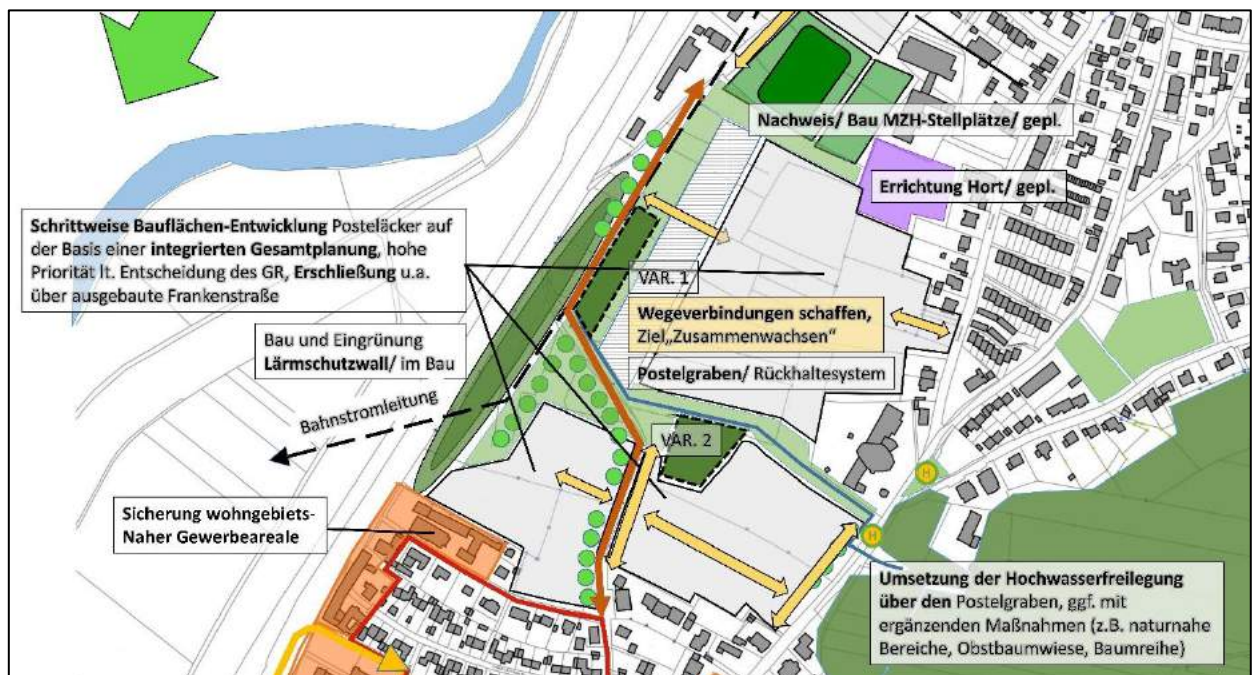 Nachweis/ Bau MZH-Stellplätze/ gepl.
Errichtung Hort/ gepl.
Schrittweise Bauflächen-Entwicklung Posteläcker auf
der Basis einer integrierten Gesamtplanung, hohe
Priorität lt. Entscheidung des GR, Erschließung u.a.
über ausgebaute Frankenstraße
VAR. 1
Wegeverbindungen schaffen,
Ziel„Zusammenwachsen“
Bau und Eingrünung
Lärmschutzwall/ im Bau
Postelgraben/ Rückhaltesystem
Bahnstromleitung
VAR. 2
H
Sicherung wohngebiets-
Naher Gewerbeareale
H
Umsetzung der Hochwasserfreilegung
über den Postelgraben, ggf. mit
ergänzenden Maßnahmen (z.B. naturnahe
Bereiche, Obstbaumwiese, Baumreihe)